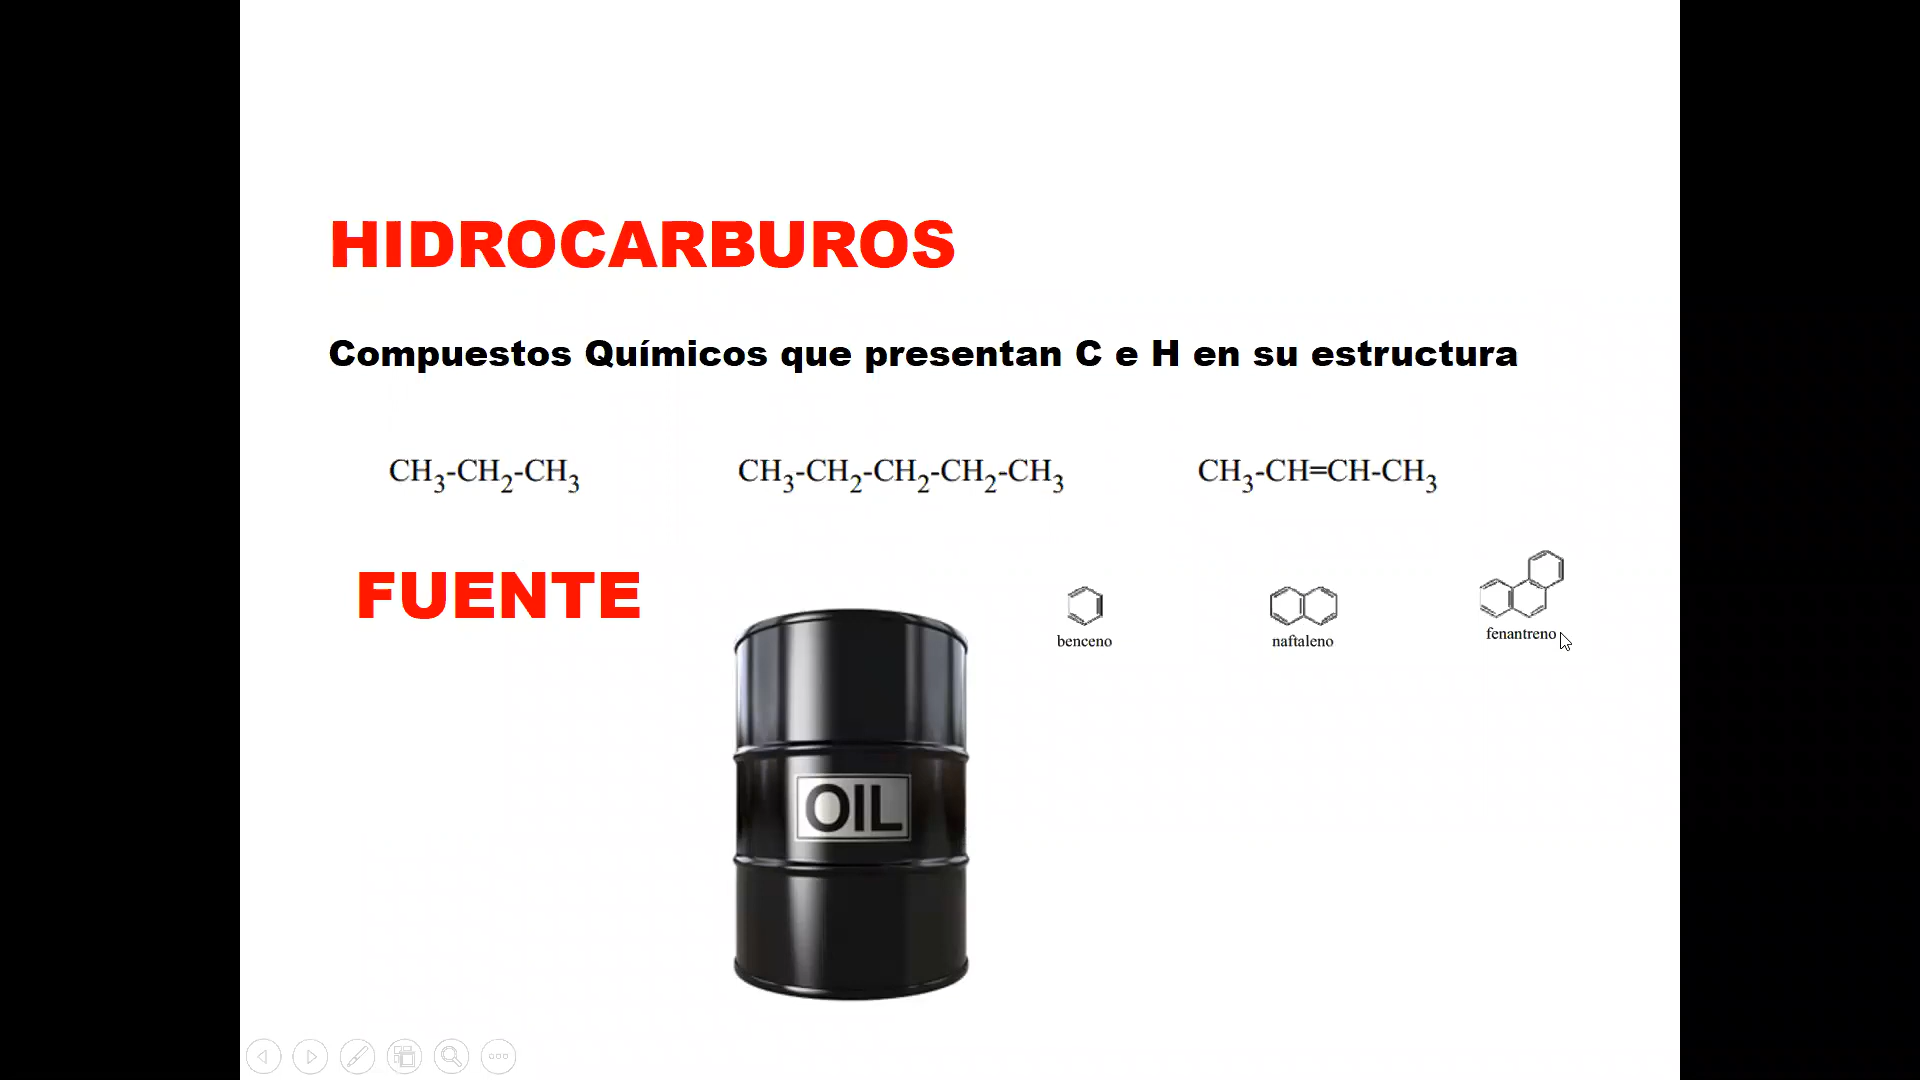 HIDROCARBUROS
Compuestos Químicos que presentan C e H en su estructura
CH₃-CH₂-CH₃
CH₃-CH₂-CH₂-CH₂-CH₃
CH₃-CH=CH-CH₃
FUENTE
benceno
naftaleno
fenantreno
OIL